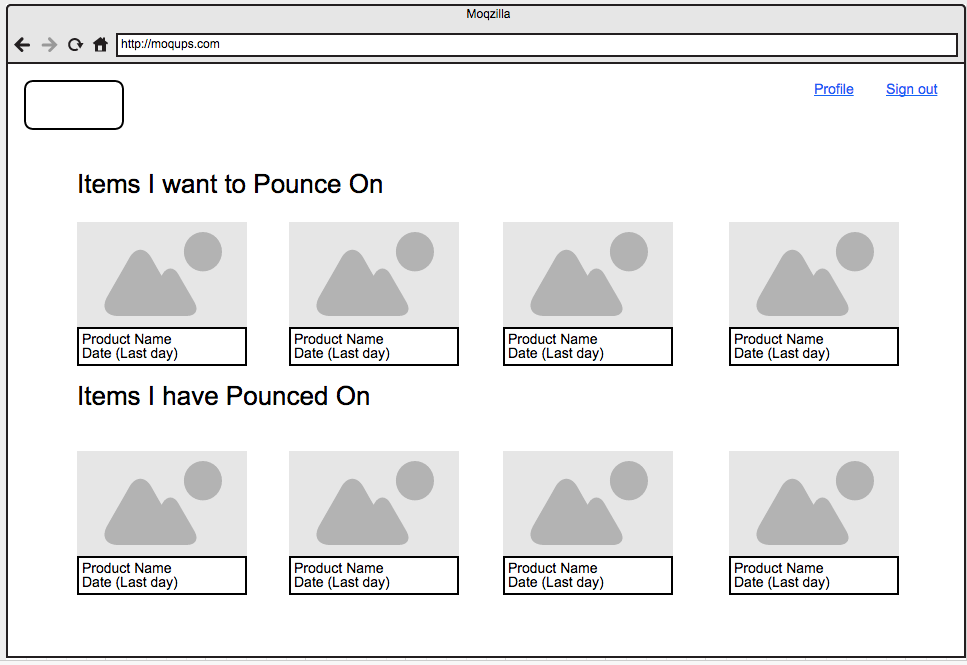 Moqzilla
http://moqups.com
Profile Sign out
Items I want to Pounce On
Product Name
Date (Last day)
Product Name
Date (Last day)
Product Name
Date (Last day)
Product Name
Date (Last day)
Items I have Pounced On
Product Name
Date (Last day)
Product Name
Date (Last day)
Product Name
Date (Last day)
Product Name
Date (Last day)